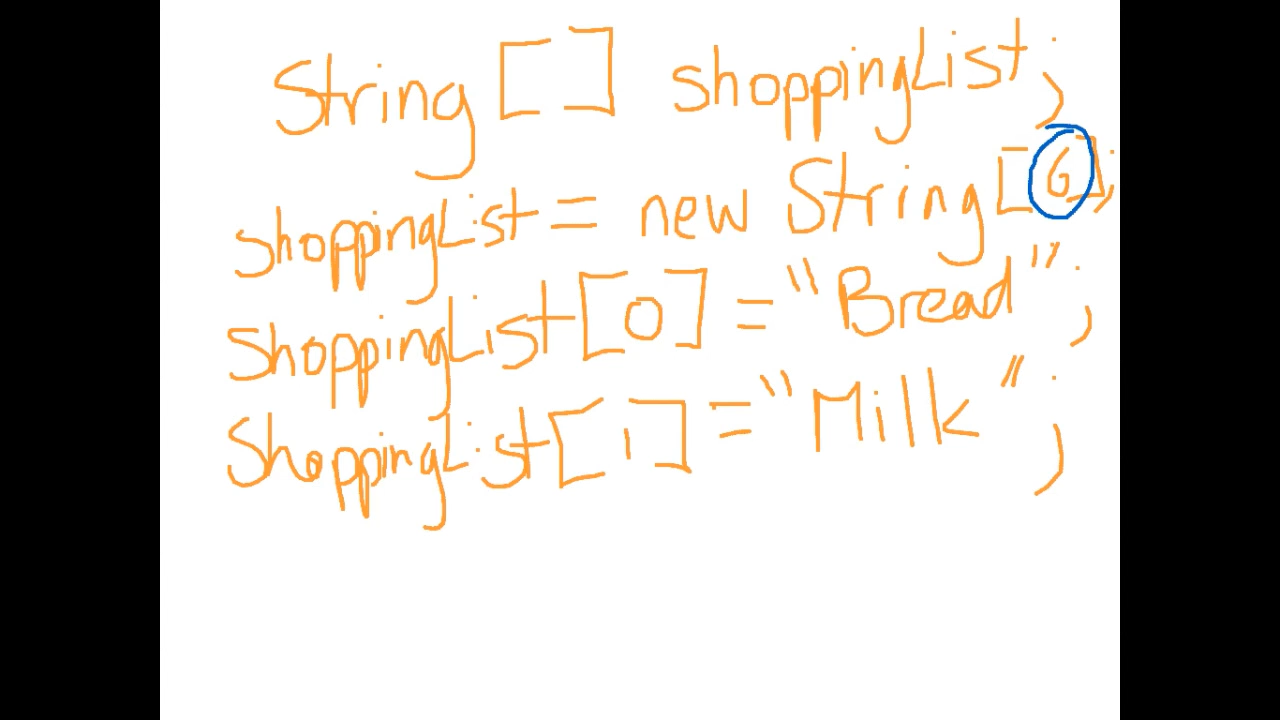 String [] shoppingList;
shoppingList = new String [6];
shoppingList [0] = "Bread";
shoppingList [1] = "Milk";